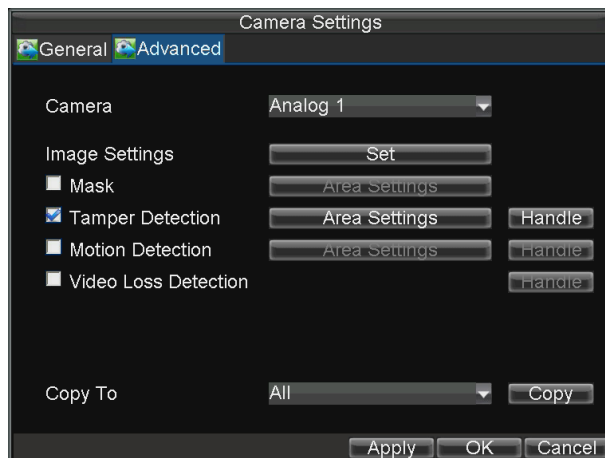 Camera Settings
General Advanced
Camera Analog 1
Image Settings Set
Mask Area Settings
Tamper Detection Area Settings Handle
Motion Detection Area Settings Handle
Video Loss Detection Handle
Copy To All Copy
Apply OK Cancel